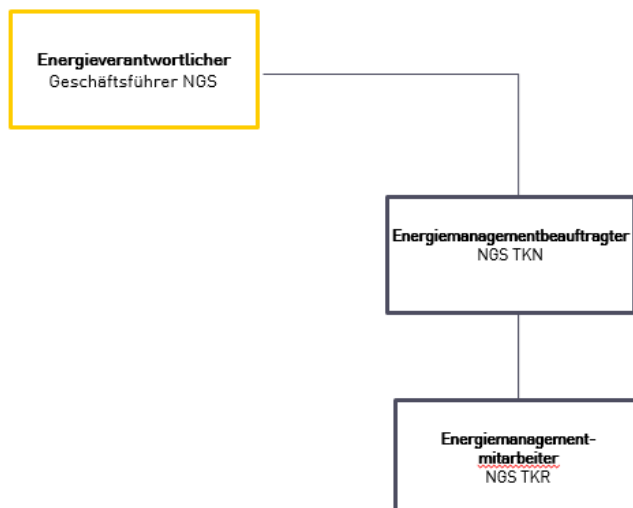 Energieverantwortlicher
Geschäftsführer NGS
Energiemanagementbeauftragter
NGS TKN
Energiemanagement-
mitarbeiter
NGS TKR